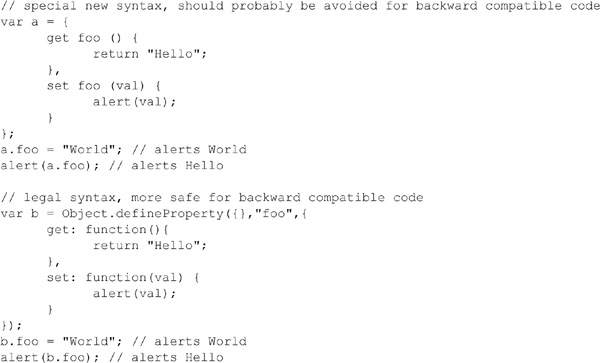 // special new syntax, should probably be avoided for backward compatible code
var a = {
      get foo () {
            return "Hello";
      },
      set foo (val) {
            alert(val);
      }
};
a.foo = "World"; // alerts World
alert(a.foo); // alerts Hello

// legal syntax, more safe for backward compatible code
var b = Object.defineProperty({},"foo",{
      get: function(){
            return "Hello";
      },
      set: function(val) {
            alert(val);
      }
});
b.foo = "World"; // alerts World
alert(b.foo); // alerts Hello